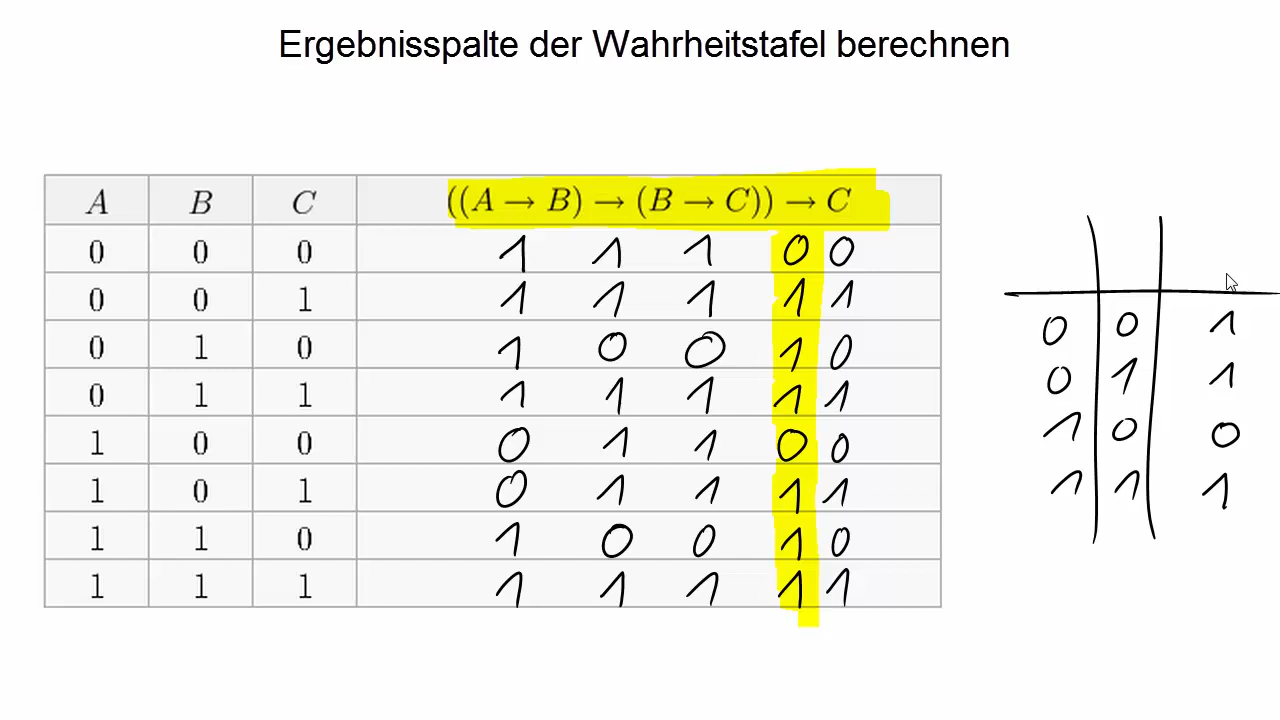 Ergebnisspalte der Wahrheitstafel berechnen
A B C ((A → B) → (B → C)) → C
0 0 0 1 1 1 0 0
0 0 1 1 1 1 1 1
0 1 0 1 0 0 1 0
0 1 1 1 1 1 1 1
1 0 0 0 1 1 0 0
1 0 1 0 1 1 1 1
1 1 0 1 0 0 1 0
1 1 1 1 1 1 1 1
0 0 1
0 1 1
1 0 0
1 1 1